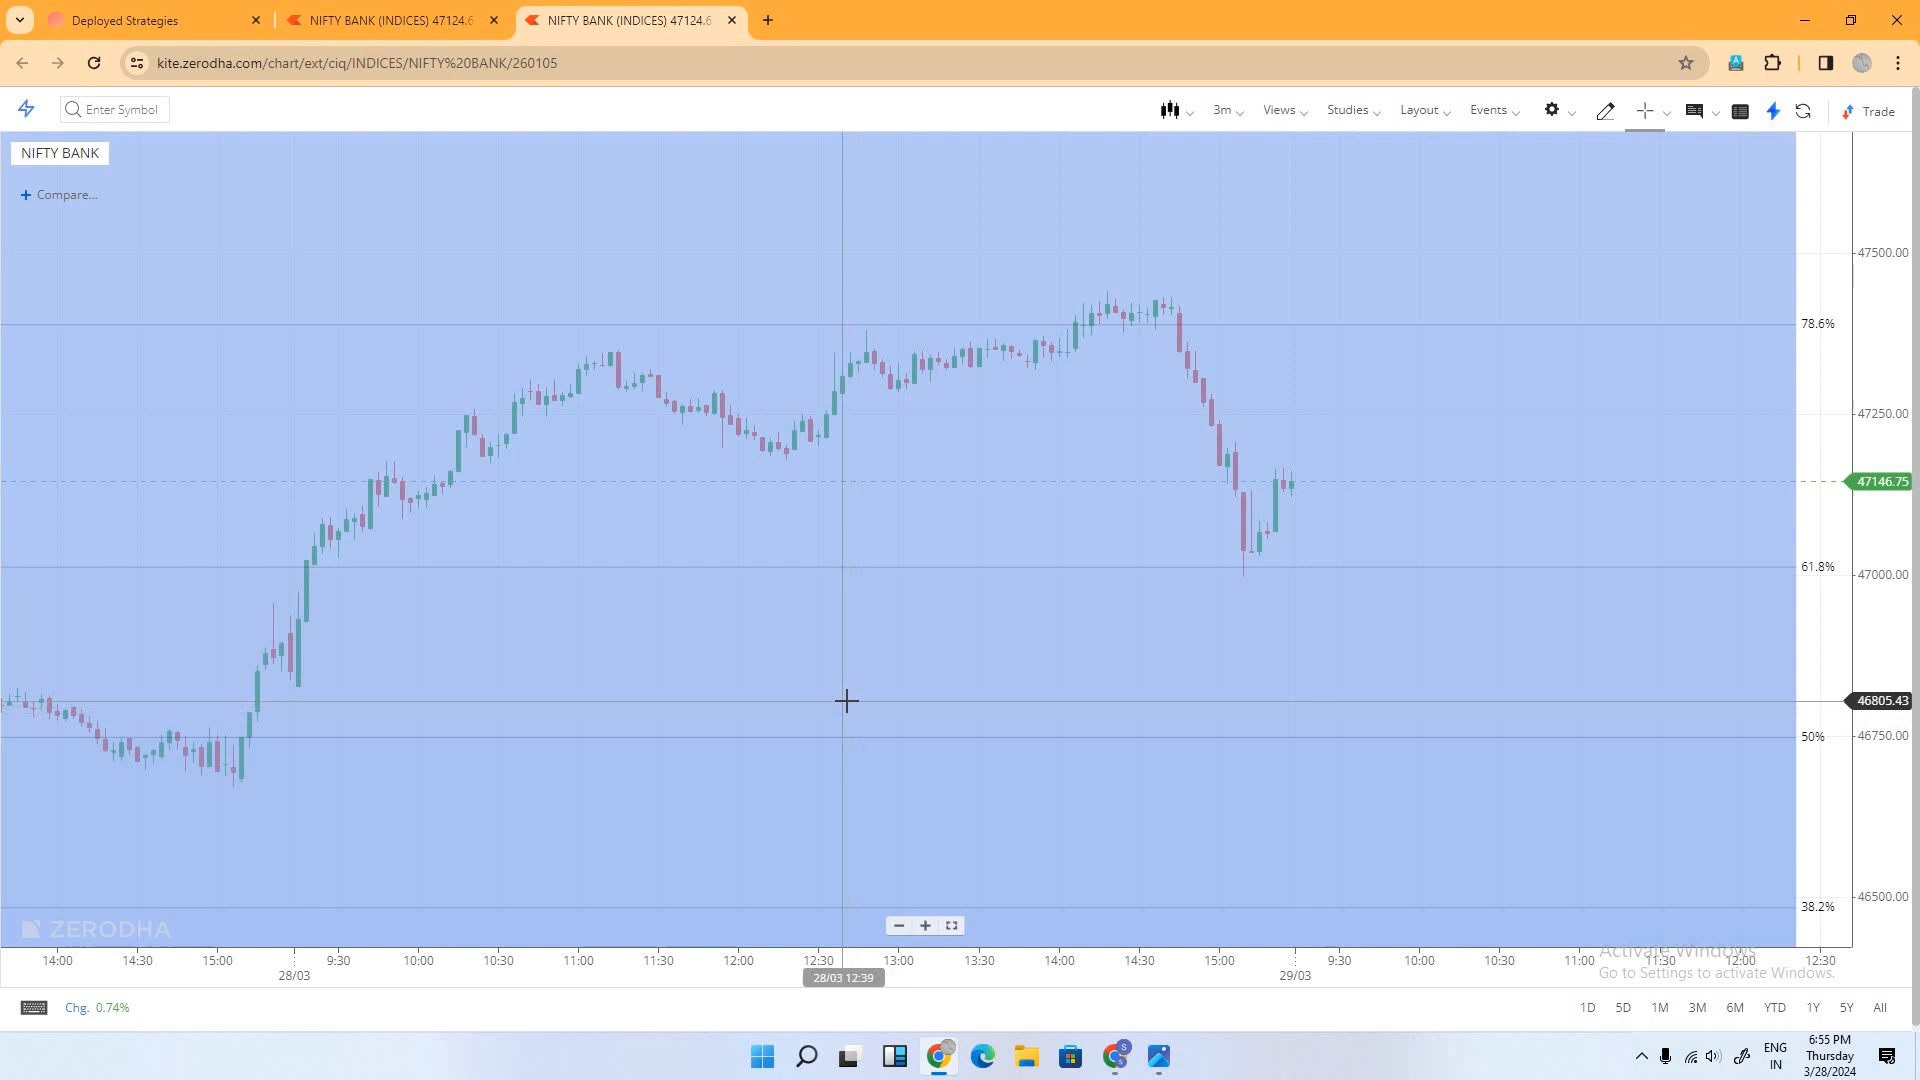 Deployed Strategies
NIFTY BANK (INDICES) 47124.6
NIFTY BANK (INDICES) 47124.6
kite.zerodha.com/chart/ext/ciq/INDICES/NIFTY%20BANK/260105
Enter Symbol
3m
Views
Studies
Layout
Events
Trade
NIFTY BANK
Compare...
47500.00
78.6%
47250.00
47146.75
61.8%
47000.00
46805.43
50%
46750.00
46500.00
38.2%
ZERODHA
14:00 14:30 15:00 9:30 10:00 10:30 11:00 11:30 12:00 12:30 13:00 13:30 14:00 14:30 15:00 9:30 10:00 10:30 11:00 11:30 12:00 12:30
28/03 28/03 12:39 29/03
Activate Windows
Go to Settings to activate Windows.
Chg. 0.74%
1D 5D 1M 3M 6M YTD 1Y 5Y All
S
ENG
IN
6:55 PM
Thursday
3/28/2024